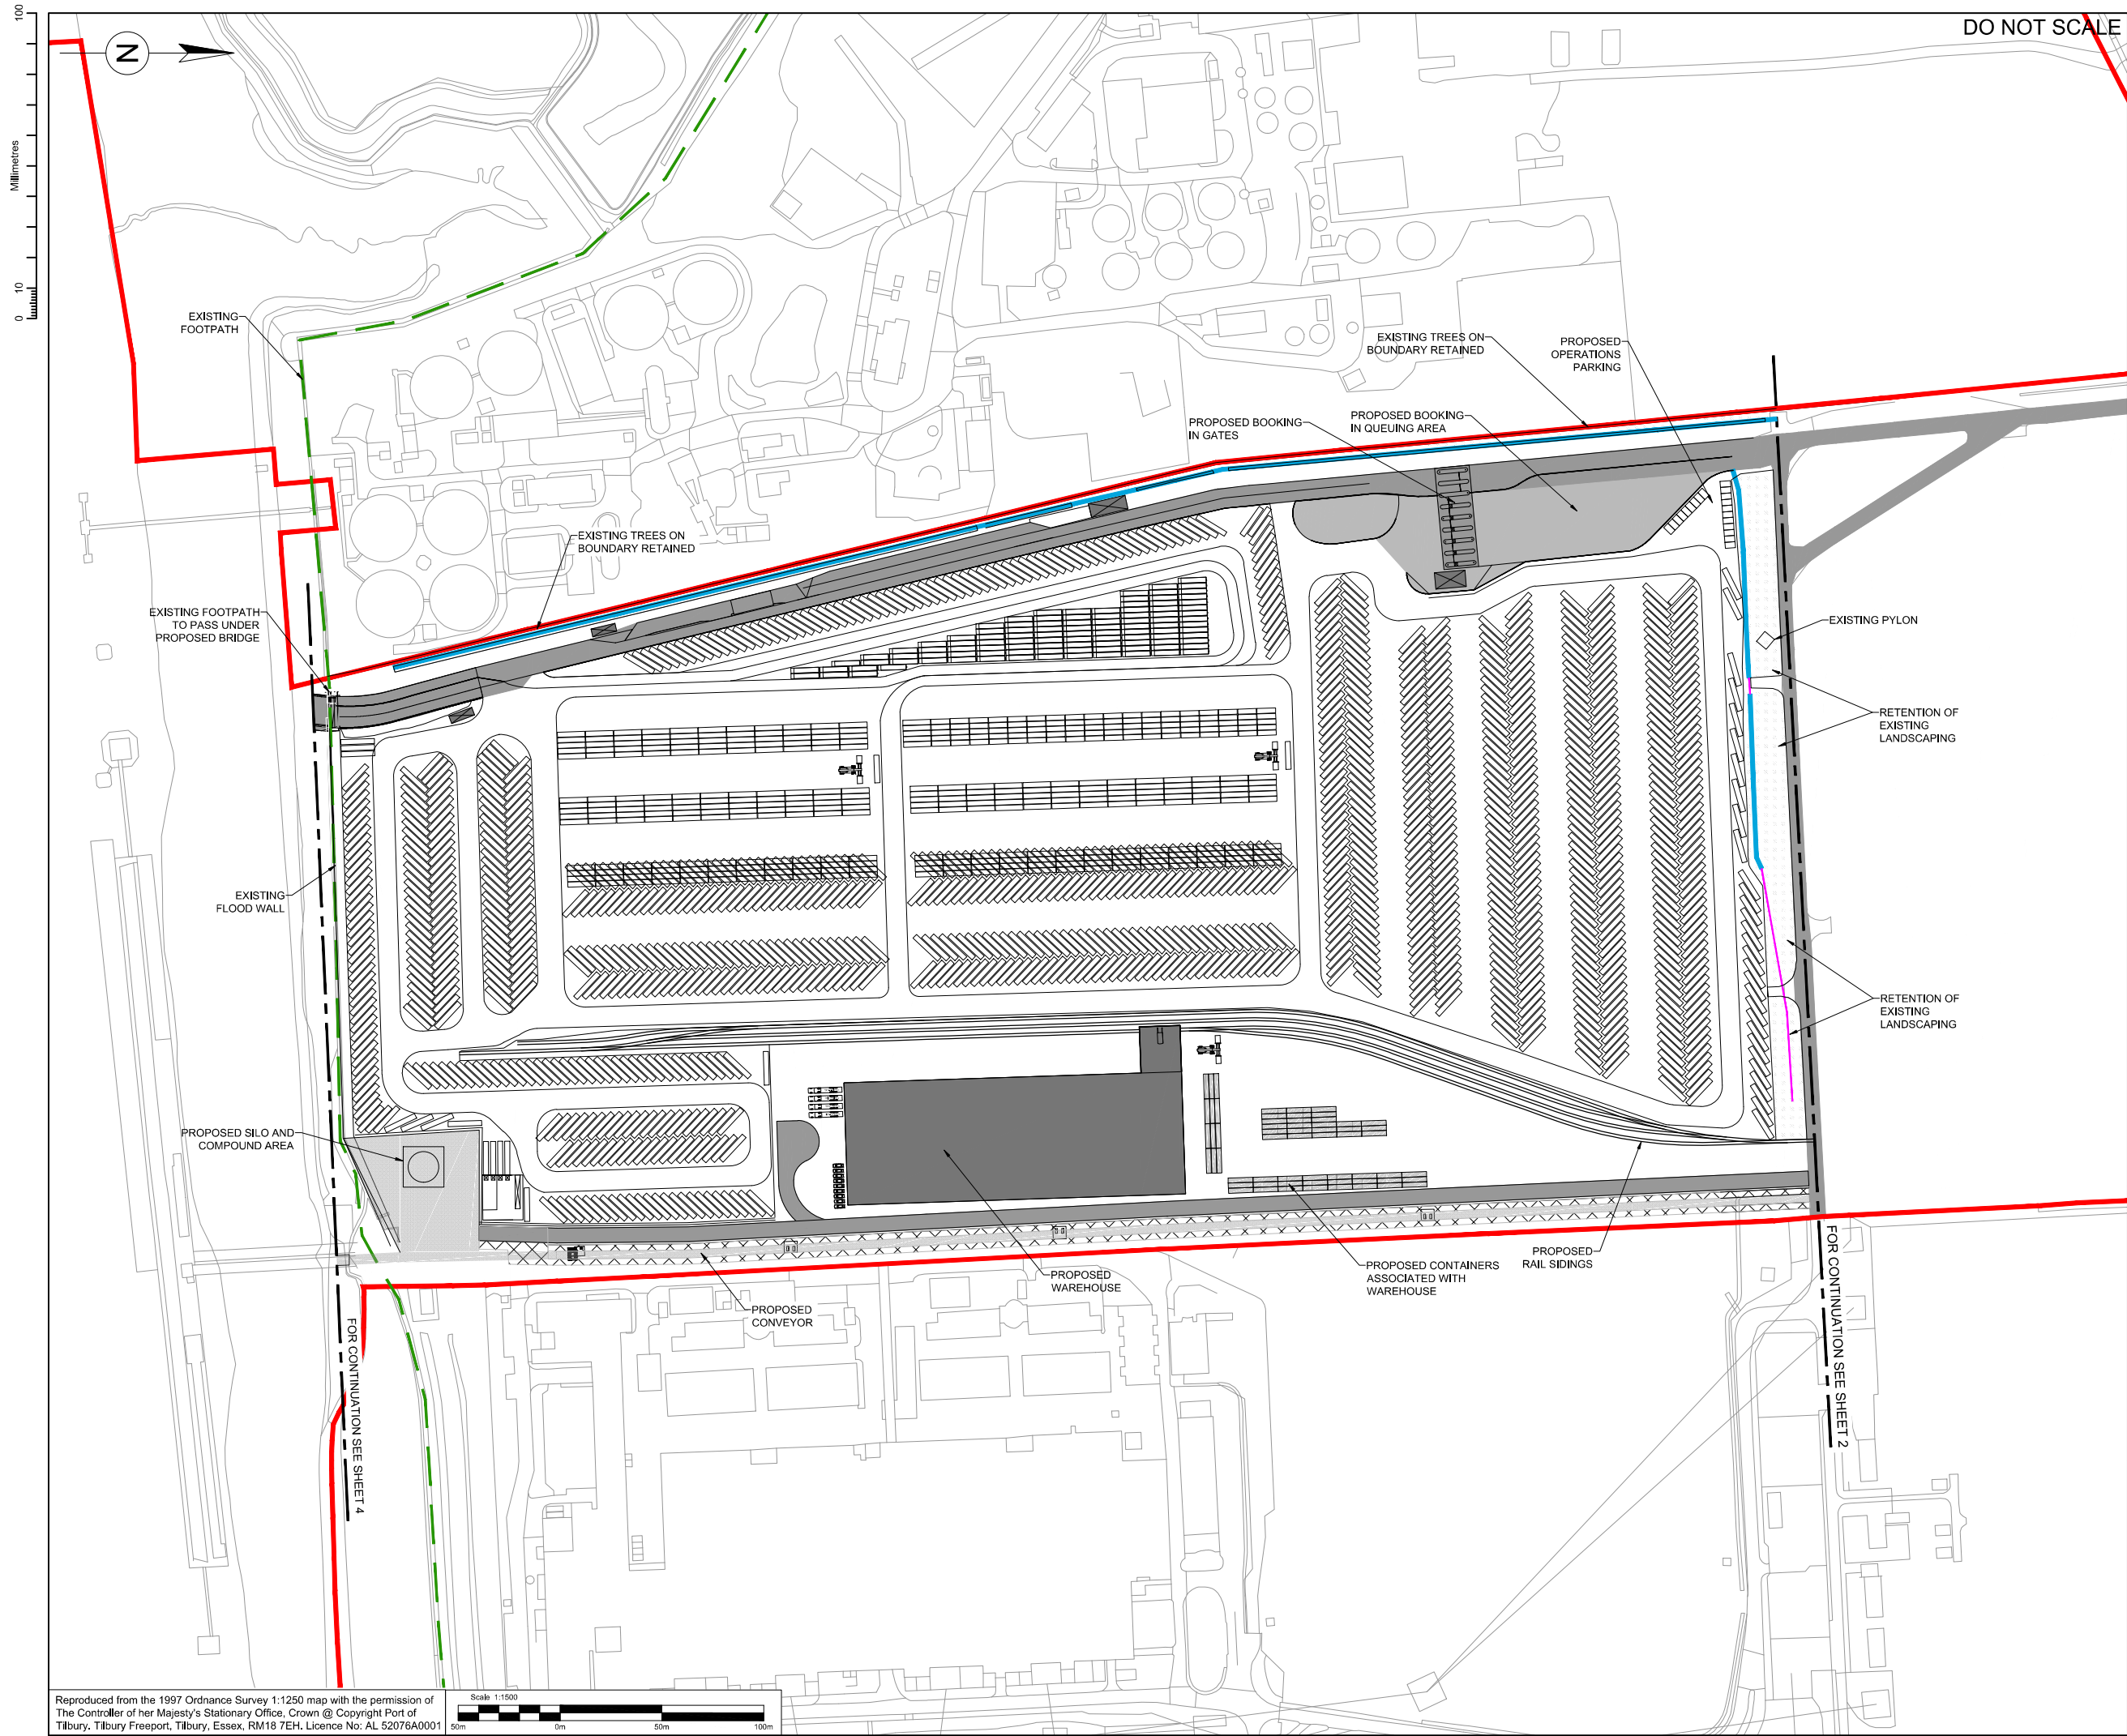 DO NOT SCALE
100
Millimetres
10
0
N
EXISTING
FOOTPATH
EXISTING TREES ON
BOUNDARY RETAINED
PROPOSED
OPERATIONS
PARKING
PROPOSED BOOKING
IN GATES
PROPOSED BOOKING
IN QUEUING AREA
EXISTING TREES ON
BOUNDARY RETAINED
EXISTING FOOTPATH
TO PASS UNDER
PROPOSED BRIDGE
EXISTING PYLON
RETENTION OF
EXISTING
LANDSCAPING
EXISTING
FLOOD WALL
RETENTION OF
EXISTING
LANDSCAPING
PROPOSED SILO AND
COMPOUND AREA
PROPOSED
WAREHOUSE
PROPOSED CONTAINERS
ASSOCIATED WITH
WAREHOUSE
PROPOSED
RAIL SIDINGS
PROPOSED
CONVEYOR
FOR CONTINUATION SEE SHEET 4
FOR CONTINUATION SEE SHEET 2
Reproduced from the 1997 Ordnance Survey 1:1250 map with the permission of
The Controller of her Majesty's Stationary Office, Crown @ Copyright Port of
Tilbury. Tilbury Freeport, Tilbury, Essex, RM18 7EH. Licence No: AL 52076A0001
Scale 1:1500
50m 0m 50m 100m